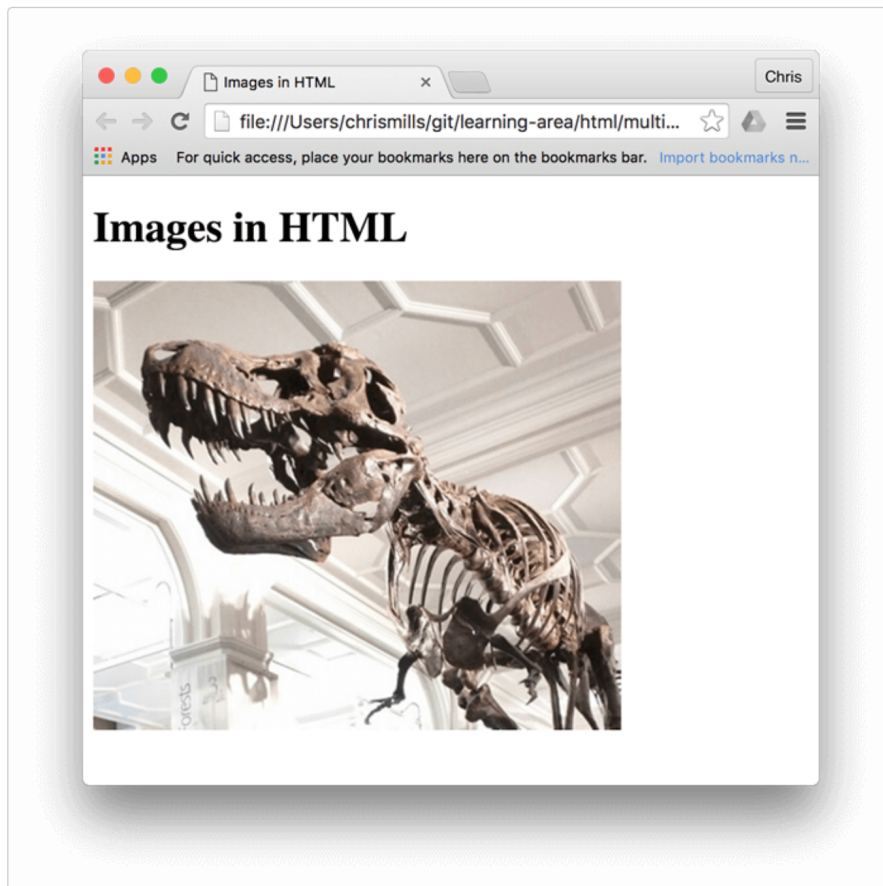 Images in HTML
Chris
file:///Users/chrismills/git/learning-area/html/multi...
Apps For quick access, place your bookmarks here on the bookmarks bar. Import bookmarks n...
Images in HTML
orests